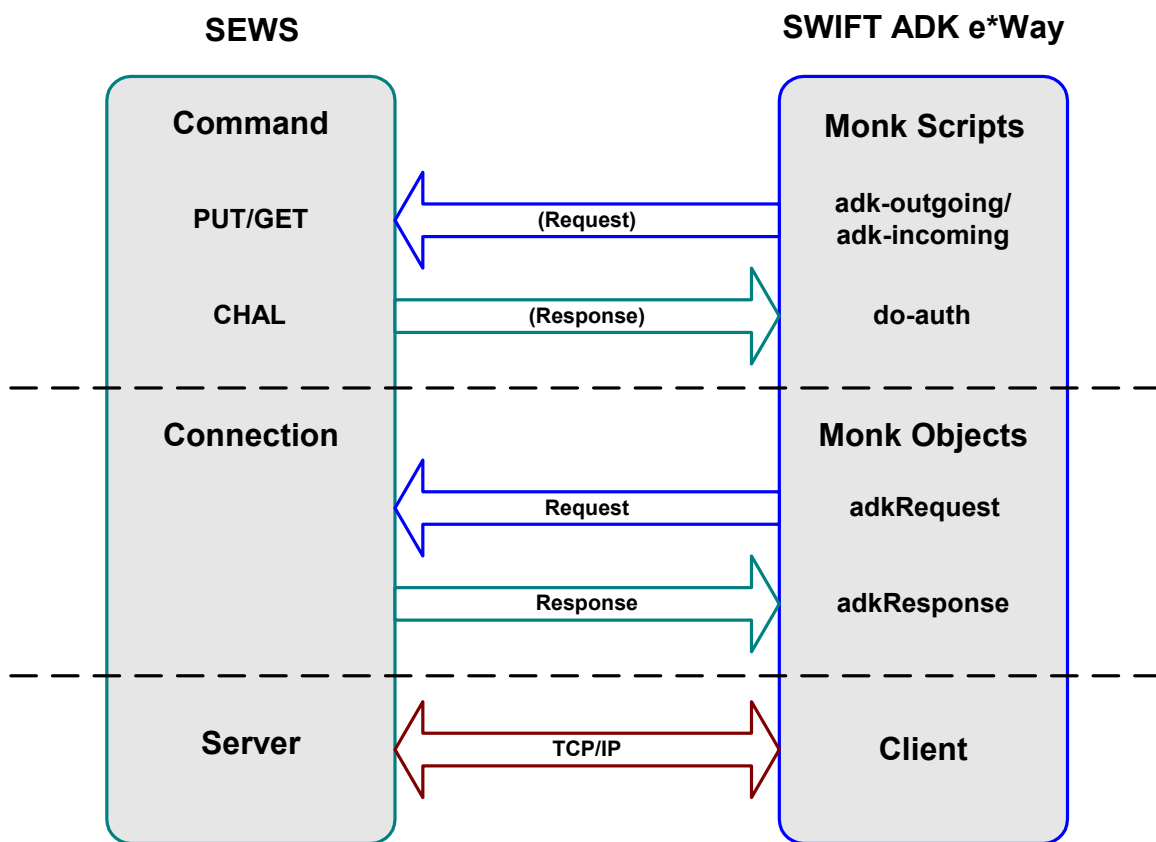 SEWS
SWIFT ADK e*Way
Command
Monk Scripts
PUT/GET
(Request)
adk-outgoing/
adk-incoming
CHAL
(Response)
do-auth
Connection
Monk Objects
Request
adkRequest
Response
adkResponse
Server
TCP/IP
Client